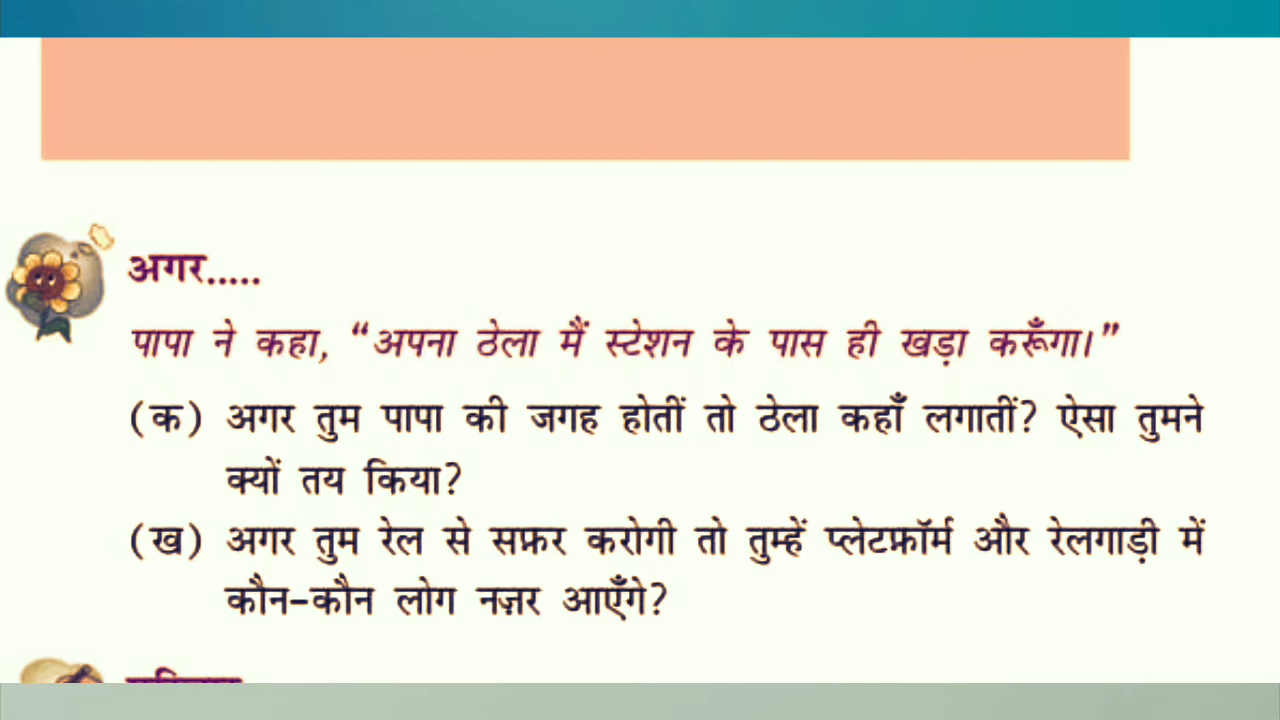 अगर.....
पापा ने कहा, “अपना ठेला मैं स्टेशन के पास ही खड़ा करूँगा।”
(क) अगर तुम पापा की जगह होतीं तो ठेला कहाँ लगातीं? ऐसा तुमने
क्यों तय किया?
(ख) अगर तुम रेल से सफ़र करोगी तो तुम्हें प्लेटफ़ॉर्म और रेलगाड़ी में
कौन-कौन लोग नज़र आएँगे?